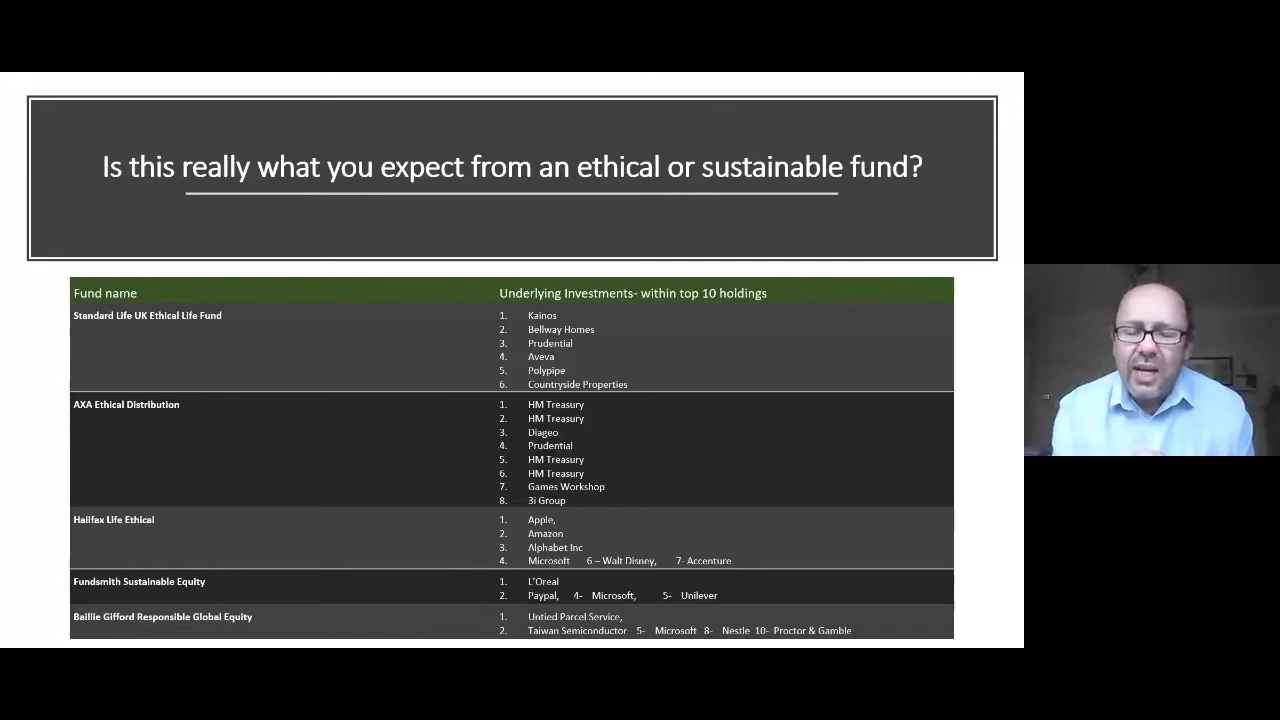 Is this really what you expect from an ethical or sustainable fund?
Fund name Underlying Investments- within top 10 holdings
Standard Life UK Ethical Life Fund 1. Kainos
2. Bellway Homes
3. Prudential
4. Aveva
5. Polypipe
6. Countryside Properties
AXA Ethical Distribution 1. HM Treasury
2. HM Treasury
3. Diageo
4. Prudential
5. HM Treasury
6. HM Treasury
7. Games Workshop
8. 3i Group
Halifax Life Ethical 1. Apple,
2. Amazon
3. Alphabet Inc
4. Microsoft 6 – Walt Disney, 7- Accenture
Fundsmith Sustainable Equity 1. L'Oreal
2. Paypal, 4- Microsoft, 5- Unilever
Baillie Gifford Responsible Global Equity 1. Untied Parcel Service,
2. Taiwan Semiconductor 5- Microsoft 8- Nestle 10- Proctor & Gamble